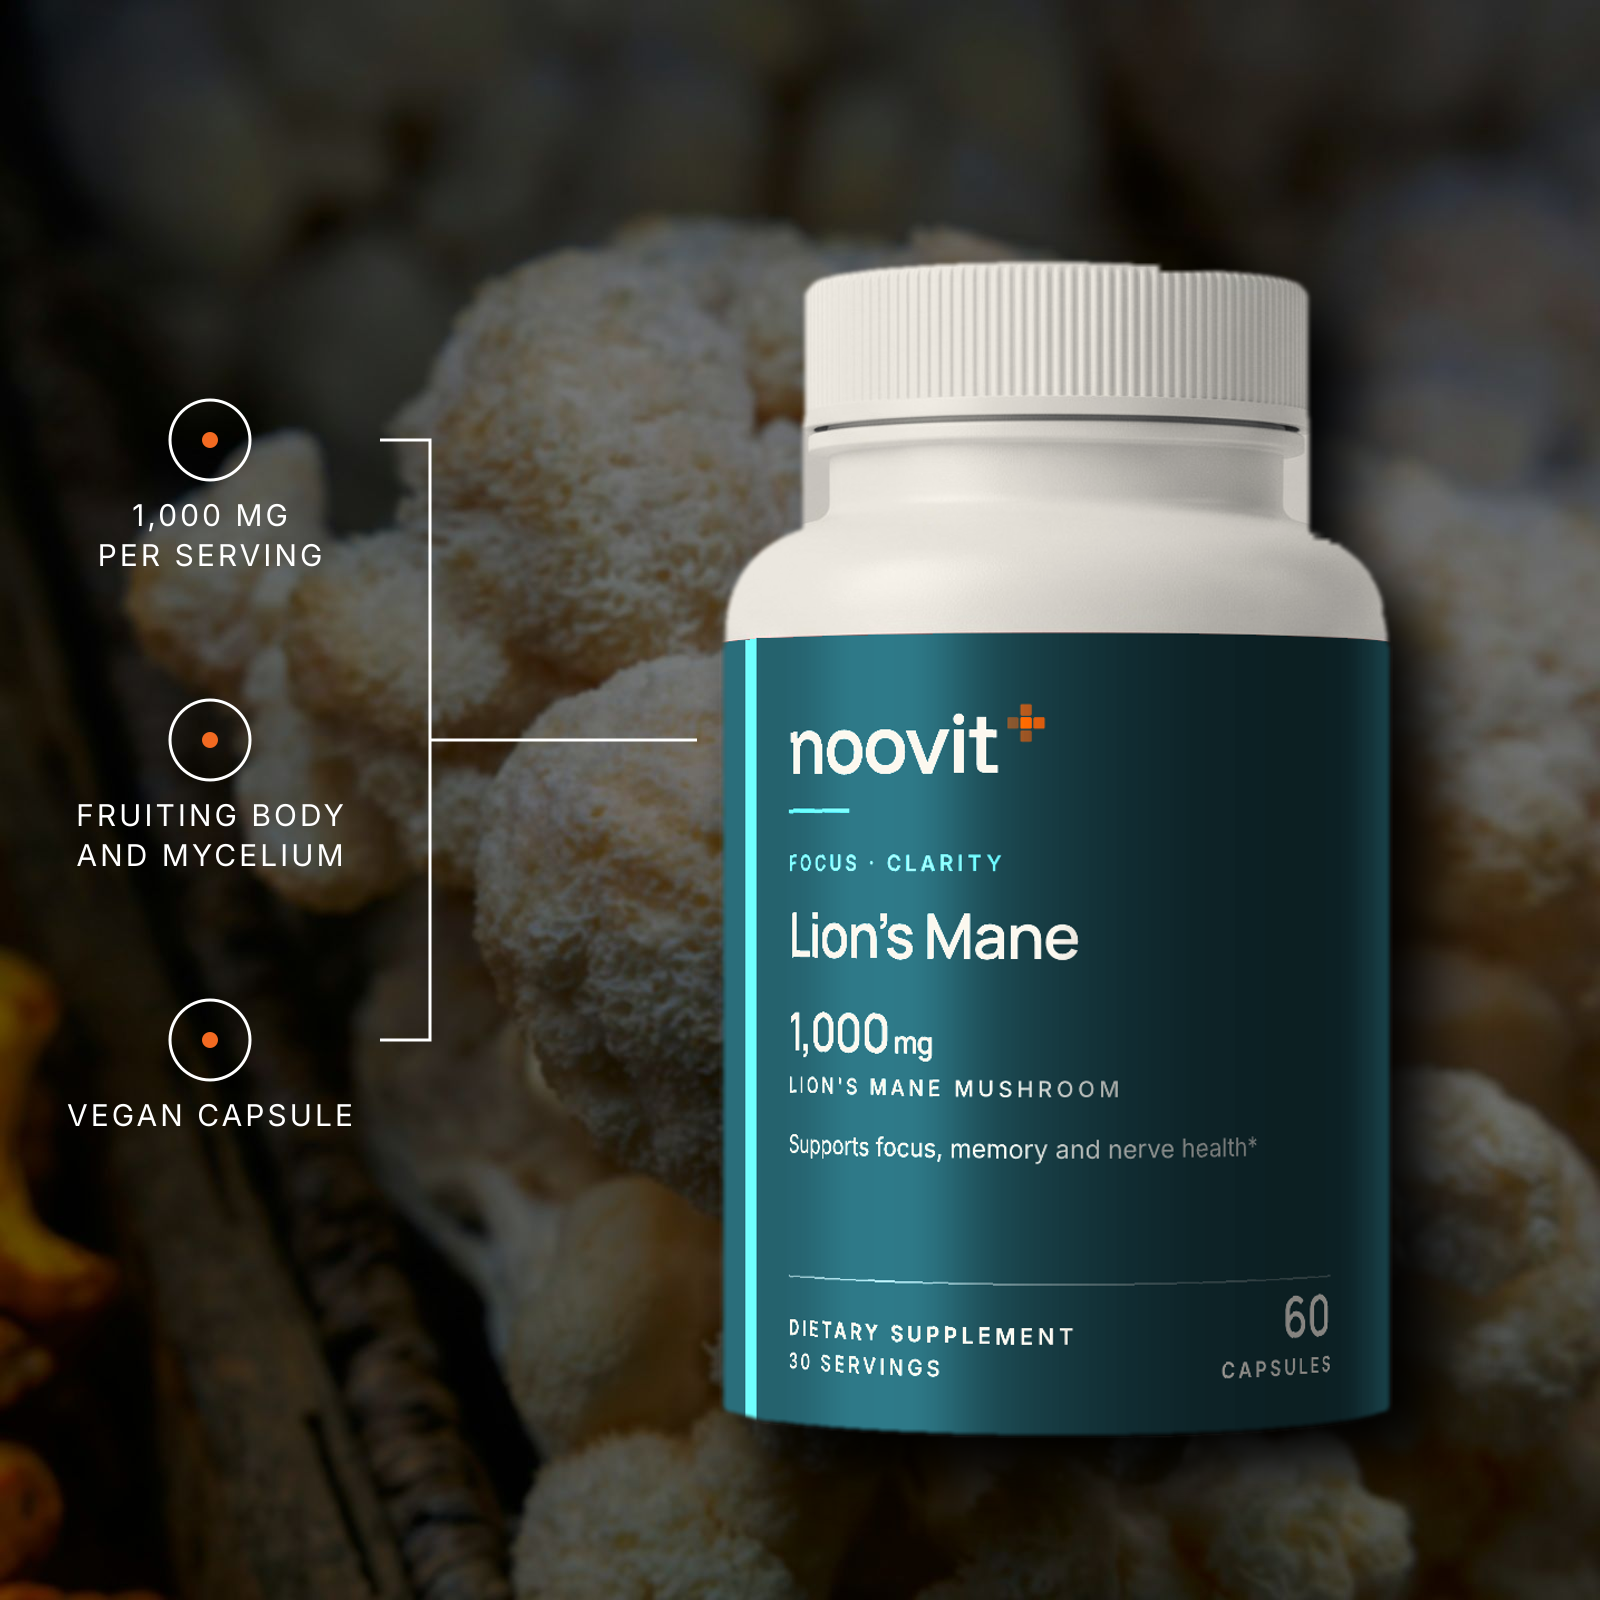 1,000 MG
PER SERVING
FRUITING BODY
AND MYCELIUM
VEGAN CAPSULE
noovit
FOCUS · CLARITY
Lion's Mane
1,000 mg
LION'S MANE MUSHROOM
Supports focus, memory and nerve health*
DIETARY SUPPLEMENT
30 SERVINGS
60
CAPSULES